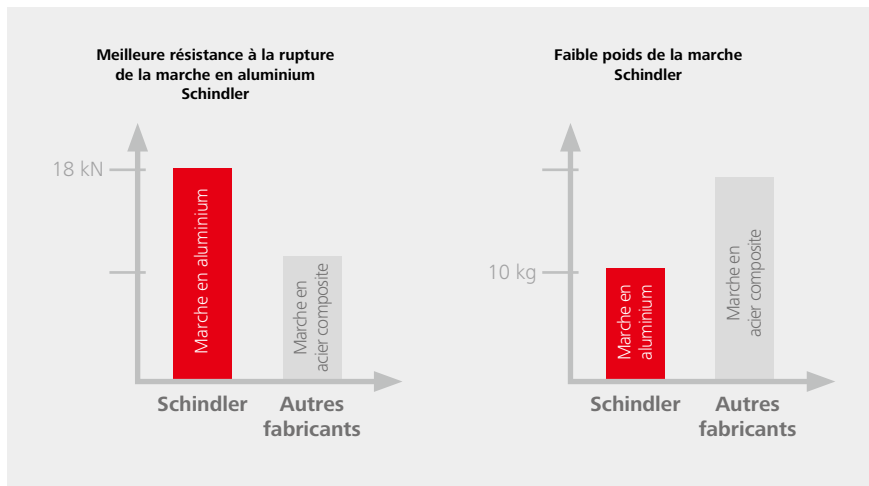 Meilleure résistance à la rupture
de la marche en aluminium
Schindler
18 kN
Marche en aluminium
Marche en
acier composite
Schindler
Autres
fabricants
Faible poids de la marche
Schindler
10 kg
Marche en
aluminium
Marche en
acier composite
Schindler
Autres
fabricants